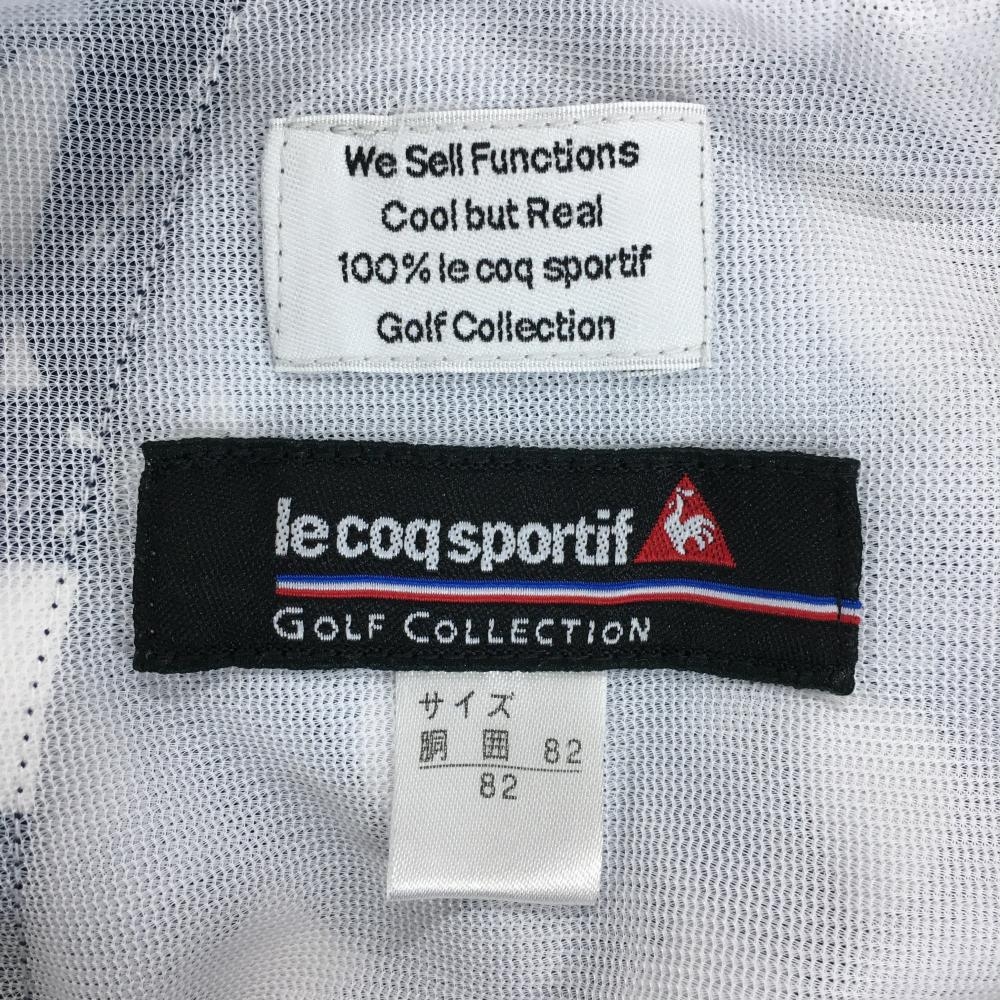 We Sell Functions
Cool but Real
100% le coq sportif
Golf Collection
le coq sportif
GOLF COLLECTION
サイズ
胴囲 82
82